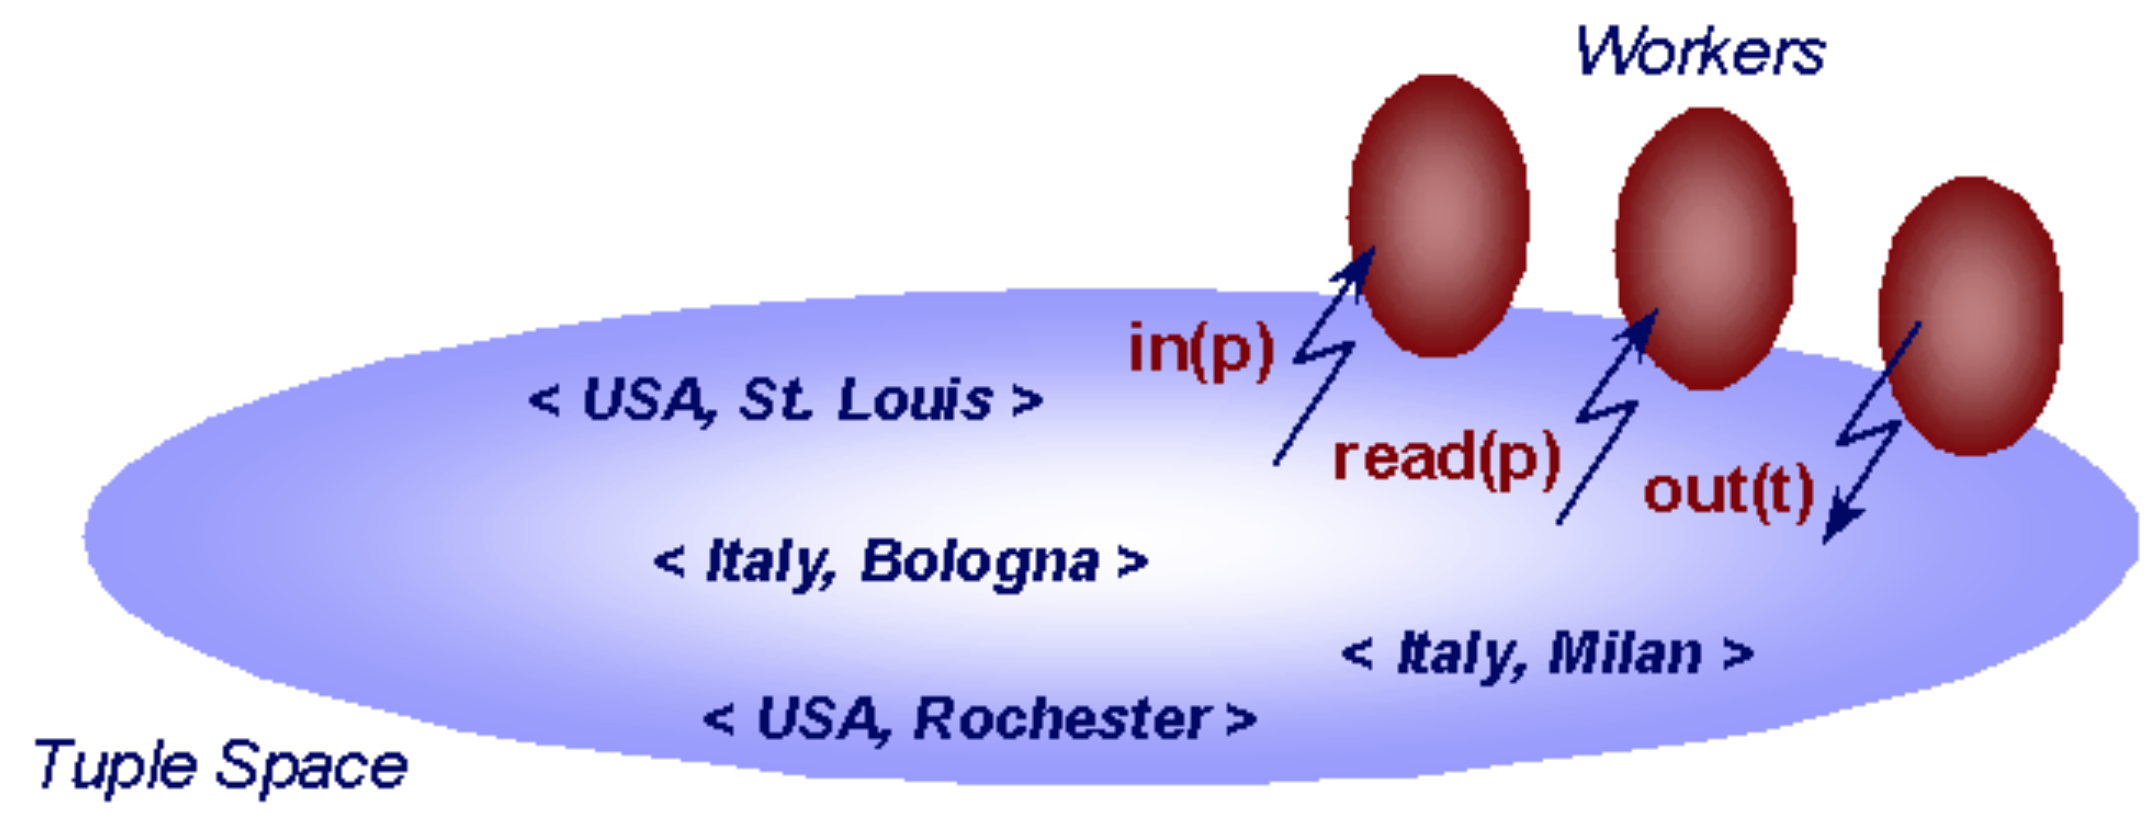 Workers
in(p)
< USA, St. Louis >
read(p)
out(t)
< Italy, Bologna >
< Italy, Milan >
< USA, Rochester >
Tuple Space